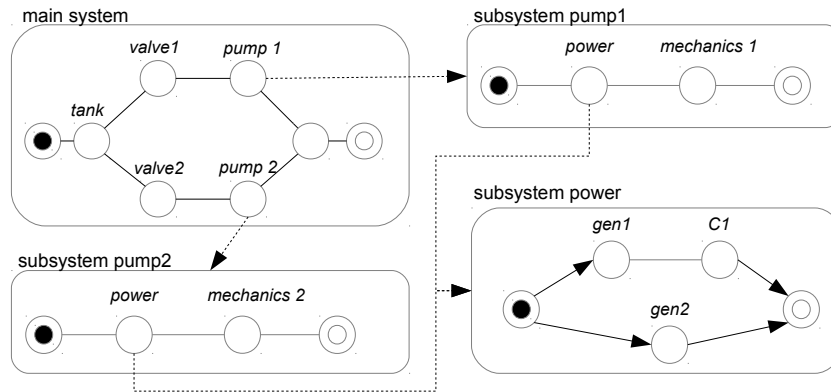 main system
valve1
pump 1
tank
valve2
pump 2
subsystem pump1
power
mechanics 1
subsystem pump2
power
mechanics 2
subsystem power
gen1
C1
gen2